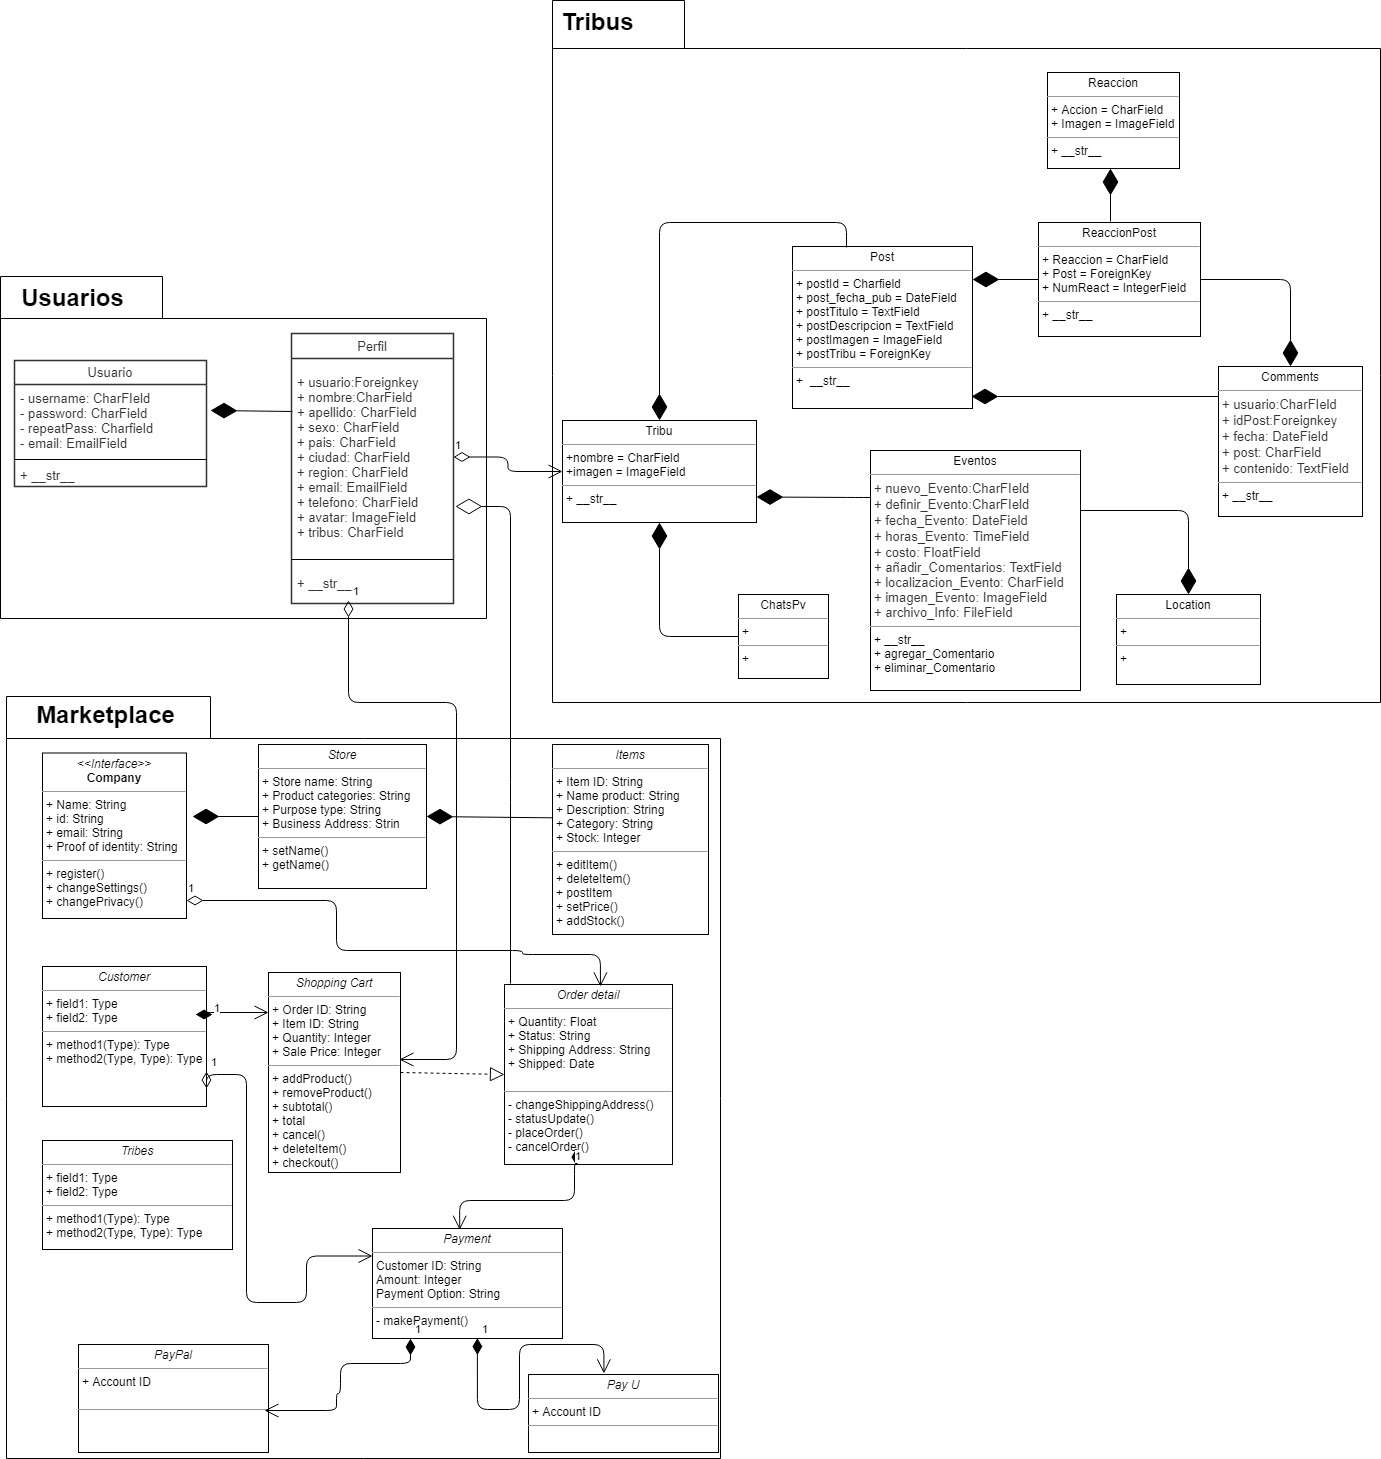 Tribus
Reaccion
+ Accion = CharField
+ Imagen = ImageField
+ __str__
ReaccionPost
+ Reaccion = CharField
+ Post = ForeignKey
+ NumReact = IntegerField
+ __str__
Post
+ postId = Charfield
+ post_fecha_pub = DateField
+ postTitulo = TextField
+ postDescripcion = TextField
+ postImagen = ImageField
+ postTribu = ForeignKey
+ __str__
Comments
+ usuario:CharFIeld
+ idPost:Foreignkey
+ fecha: DateField
+ post: CharField
+ contenido: TextField
+ __str__
Tribu
+nombre = CharField
+imagen = ImageField
+ __str__
Eventos
+ nuevo_Evento:CharFIeld
+ definir_Evento:CharFIeld
+ fecha_Evento: DateField
+ horas_Evento: TimeField
+ costo: FloatField
+ añadir_Comentarios: TextField
+ localizacion_Evento: CharField
+ imagen_Evento: ImageField
+ archivo_Info: FileField
+ __str__
+ agregar_Comentario
+ eliminar_Comentario
ChatsPv
+
+
Location
+
+
Usuarios
Usuario
- username: CharFIeld
- password: CharField
- repeatPass: Charfield
- email: EmailField
+ __str__
Perfil
+ usuario:Foreignkey
+ nombre:CharField
+ apellido: CharField
+ sexo: CharField
+ pais: CharField
+ ciudad: CharField
+ region: CharField
+ email: EmailField
+ telefono: CharField
+ avatar: ImageField
+ tribus: CharField
+ __str__
1
1
Marketplace
<<Interface>>
Company
+ Name: String
+ id: String
+ email: String
+ Proof of identity: String
+ register()
+ changeSettings()
+ changePrivacy()
1
Store
+ Store name: String
+ Product categories: String
+ Purpose type: String
+ Business Address: Strin
+ setName()
+ getName()
Items
+ Item ID: String
+ Name product: String
+ Description: String
+ Category: String
+ Stock: Integer
+ editItem()
+ deleteItem()
+ postItem
+ setPrice()
+ addStock()
Customer
+ field1: Type
+ field2: Type
+ method1(Type): Type
+ method2(Type, Type): Type
1
1
Shopping Cart
+ Order ID: String
+ Item ID: String
+ Quantity: Integer
+ Sale Price: Integer
+ addProduct()
+ removeProduct()
+ subtotal()
+ total
+ cancel()
+ deleteItem()
+ checkout()
Order detail
+ Quantity: Float
+ Status: String
+ Shipping Address: String
+ Shipped: Date
- changeShippingAddress()
- statusUpdate()
- placeOrder()
- cancelOrder()
1
Tribes
+ field1: Type
+ field2: Type
+ method1(Type): Type
+ method2(Type, Type): Type
Payment
Customer ID: String
Amount: Integer
Payment Option: String
- makePayment()
1
1
PayPal
+ Account ID
Pay U
+ Account ID